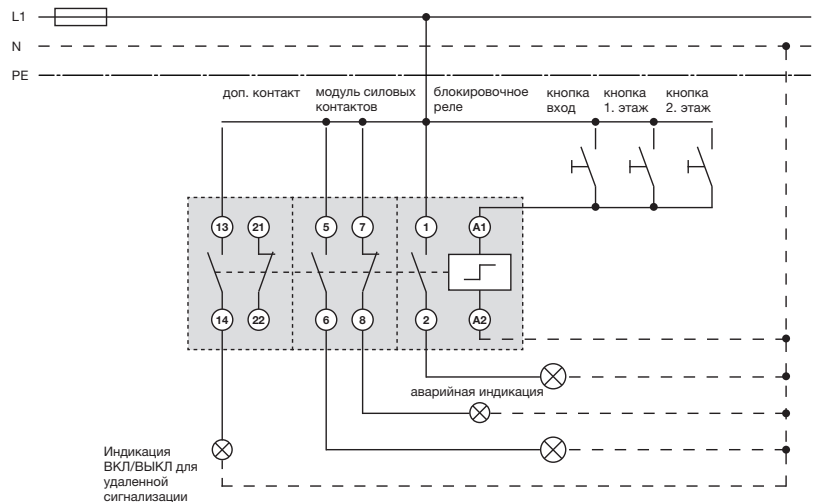 L1
N
PE
доп. контакт
модуль силовых
контактов
блокировочное
реле
кнопка
вход
кнопка
1. этаж
кнопка
2. этаж
13
21
5
7
1
A1
14
22
6
8
2
A2
аварийная индикация
Индикация
ВКЛ/ВЫКЛ для
удаленной
сигнализации